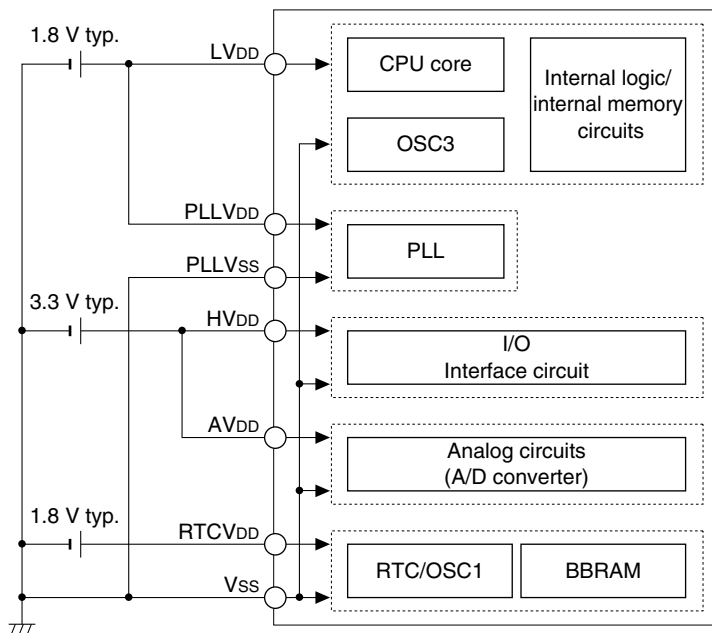 1.8 V typ.
LVDD
CPU core
Internal logic/
internal memory
circuits
OSC3
PLLVDD
PLL
PLLVSS
3.3 V typ.
HVDD
I/O
Interface circuit
AVDD
Analog circuits
(A/D converter)
1.8 V typ.
RTCVDD
RTC/OSC1
BBRAM
VSS